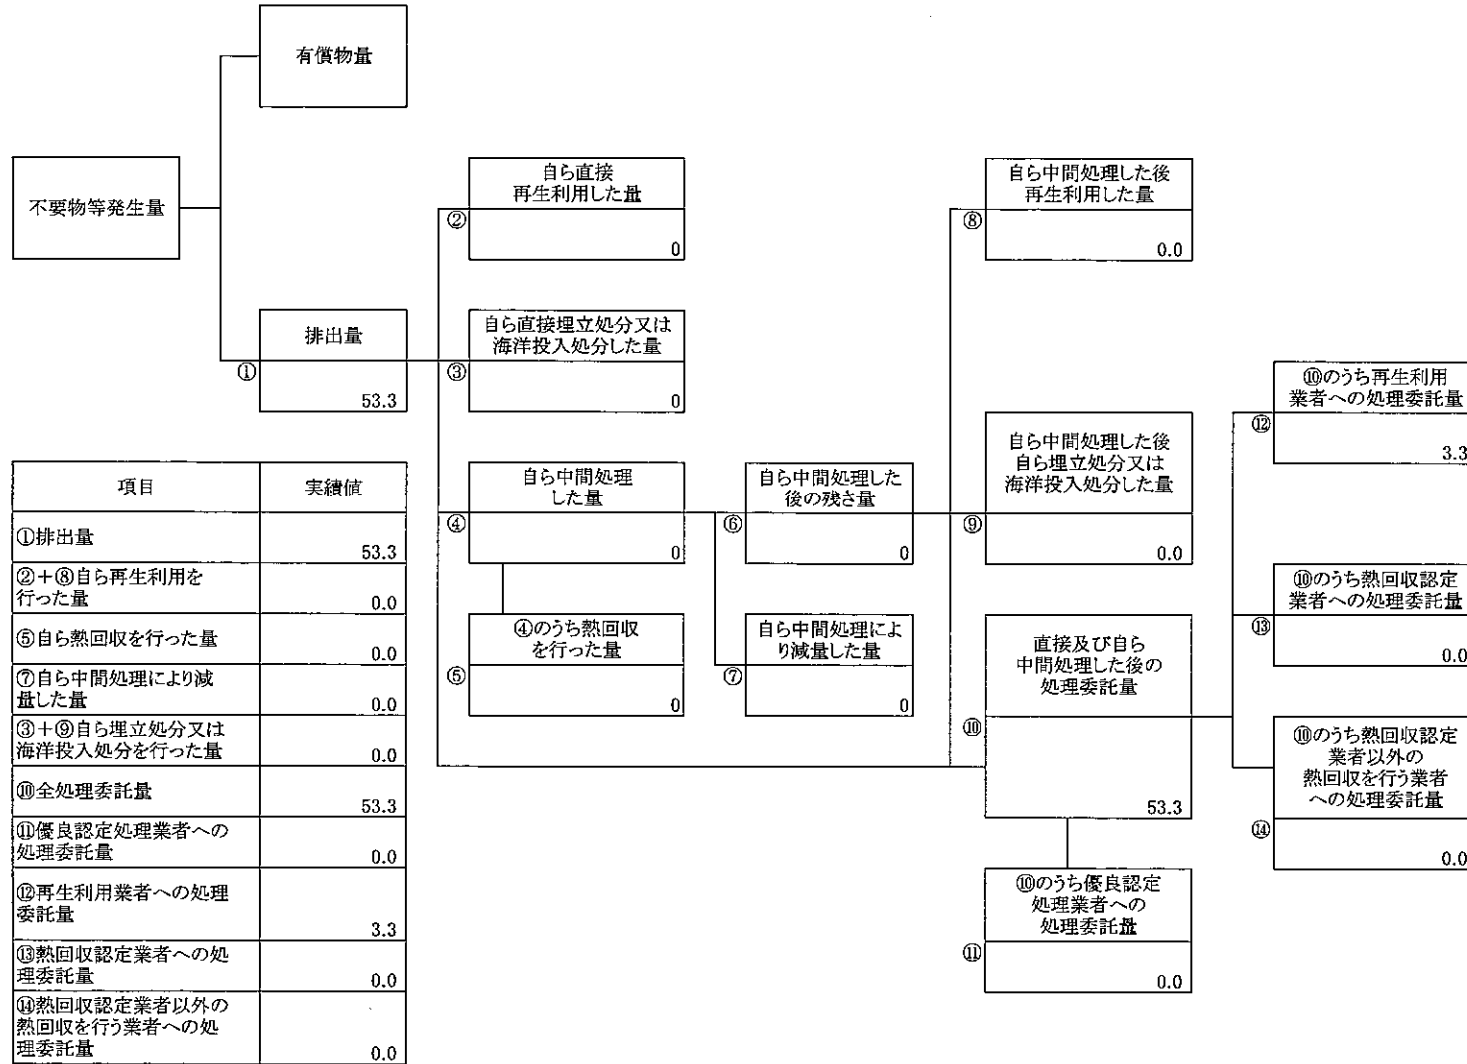 有償物量
不要物等発生量
排出量
①
53.3
自ら直接
再生利用した量
②
0
自ら直接埋立処分又は
海洋投入処分した量
③
0
自ら中間処理
した量
④
0
④のうち熱回収
を行った量
⑤
0
自ら中間処理した
後の残さ量
⑥
0
自ら中間処理によ
り減量した量
⑦
0
自ら中間処理した後
再生利用した量
⑧
0.0
自ら中間処理した後
自ら埋立処分又は
海洋投入処分した量
⑨
0.0
直接及び自ら
中間処理した後の
処理委託量
⑩
53.3
⑩のうち優良認定
処理業者への
処理委託量
⑪
0.0
⑩のうち再生利用
業者への処理委託量
⑫
3.3
⑩のうち熱回収認定
業者への処理委託量
⑬
0.0
⑩のうち熱回収認定
業者以外の
熱回収を行う業者
への処理委託量
⑭
0.0
項目 実績値
①排出量
53.3
②+⑧自ら再生利用を
行った量
0.0
⑤自ら熱回収を行った量
0.0
⑦自ら中間処理により減
量した量
0.0
③+⑨自ら埋立処分又は
海洋投入処分を行った量
0.0
⑩全処理委託量
53.3
⑪優良認定処理業者への
処理委託量
0.0
⑫再生利用業者への処理
委託量
3.3
⑬熱回収認定業者への処
理委託量
0.0
⑭熱回収認定業者以外の
熱回収を行う業者への処
理委託量
0.0